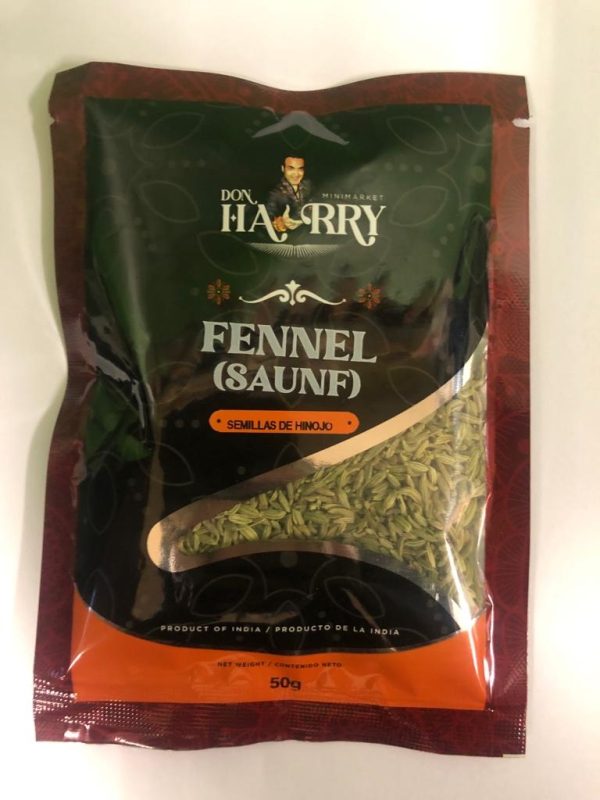 DON
MINIMARKET
HARRY
FENNEL
(SAUNF)
SEMILLAS DE HINOJO
PRODUCT OF INDIA / PRODUCTO DE LA INDIA
NET WEIGHT / CONTENIDO NETO
50g